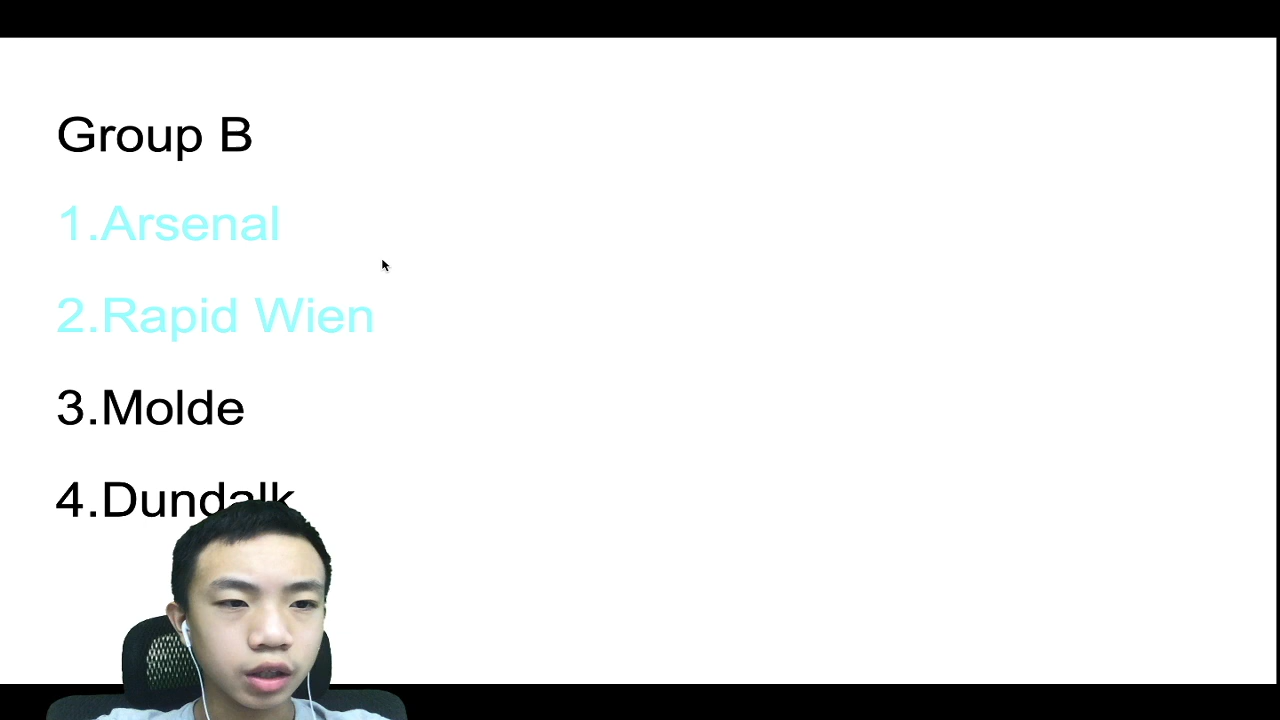 Group B
1.Arsenal
2.Rapid Wien
3.Molde
4.Dundalk